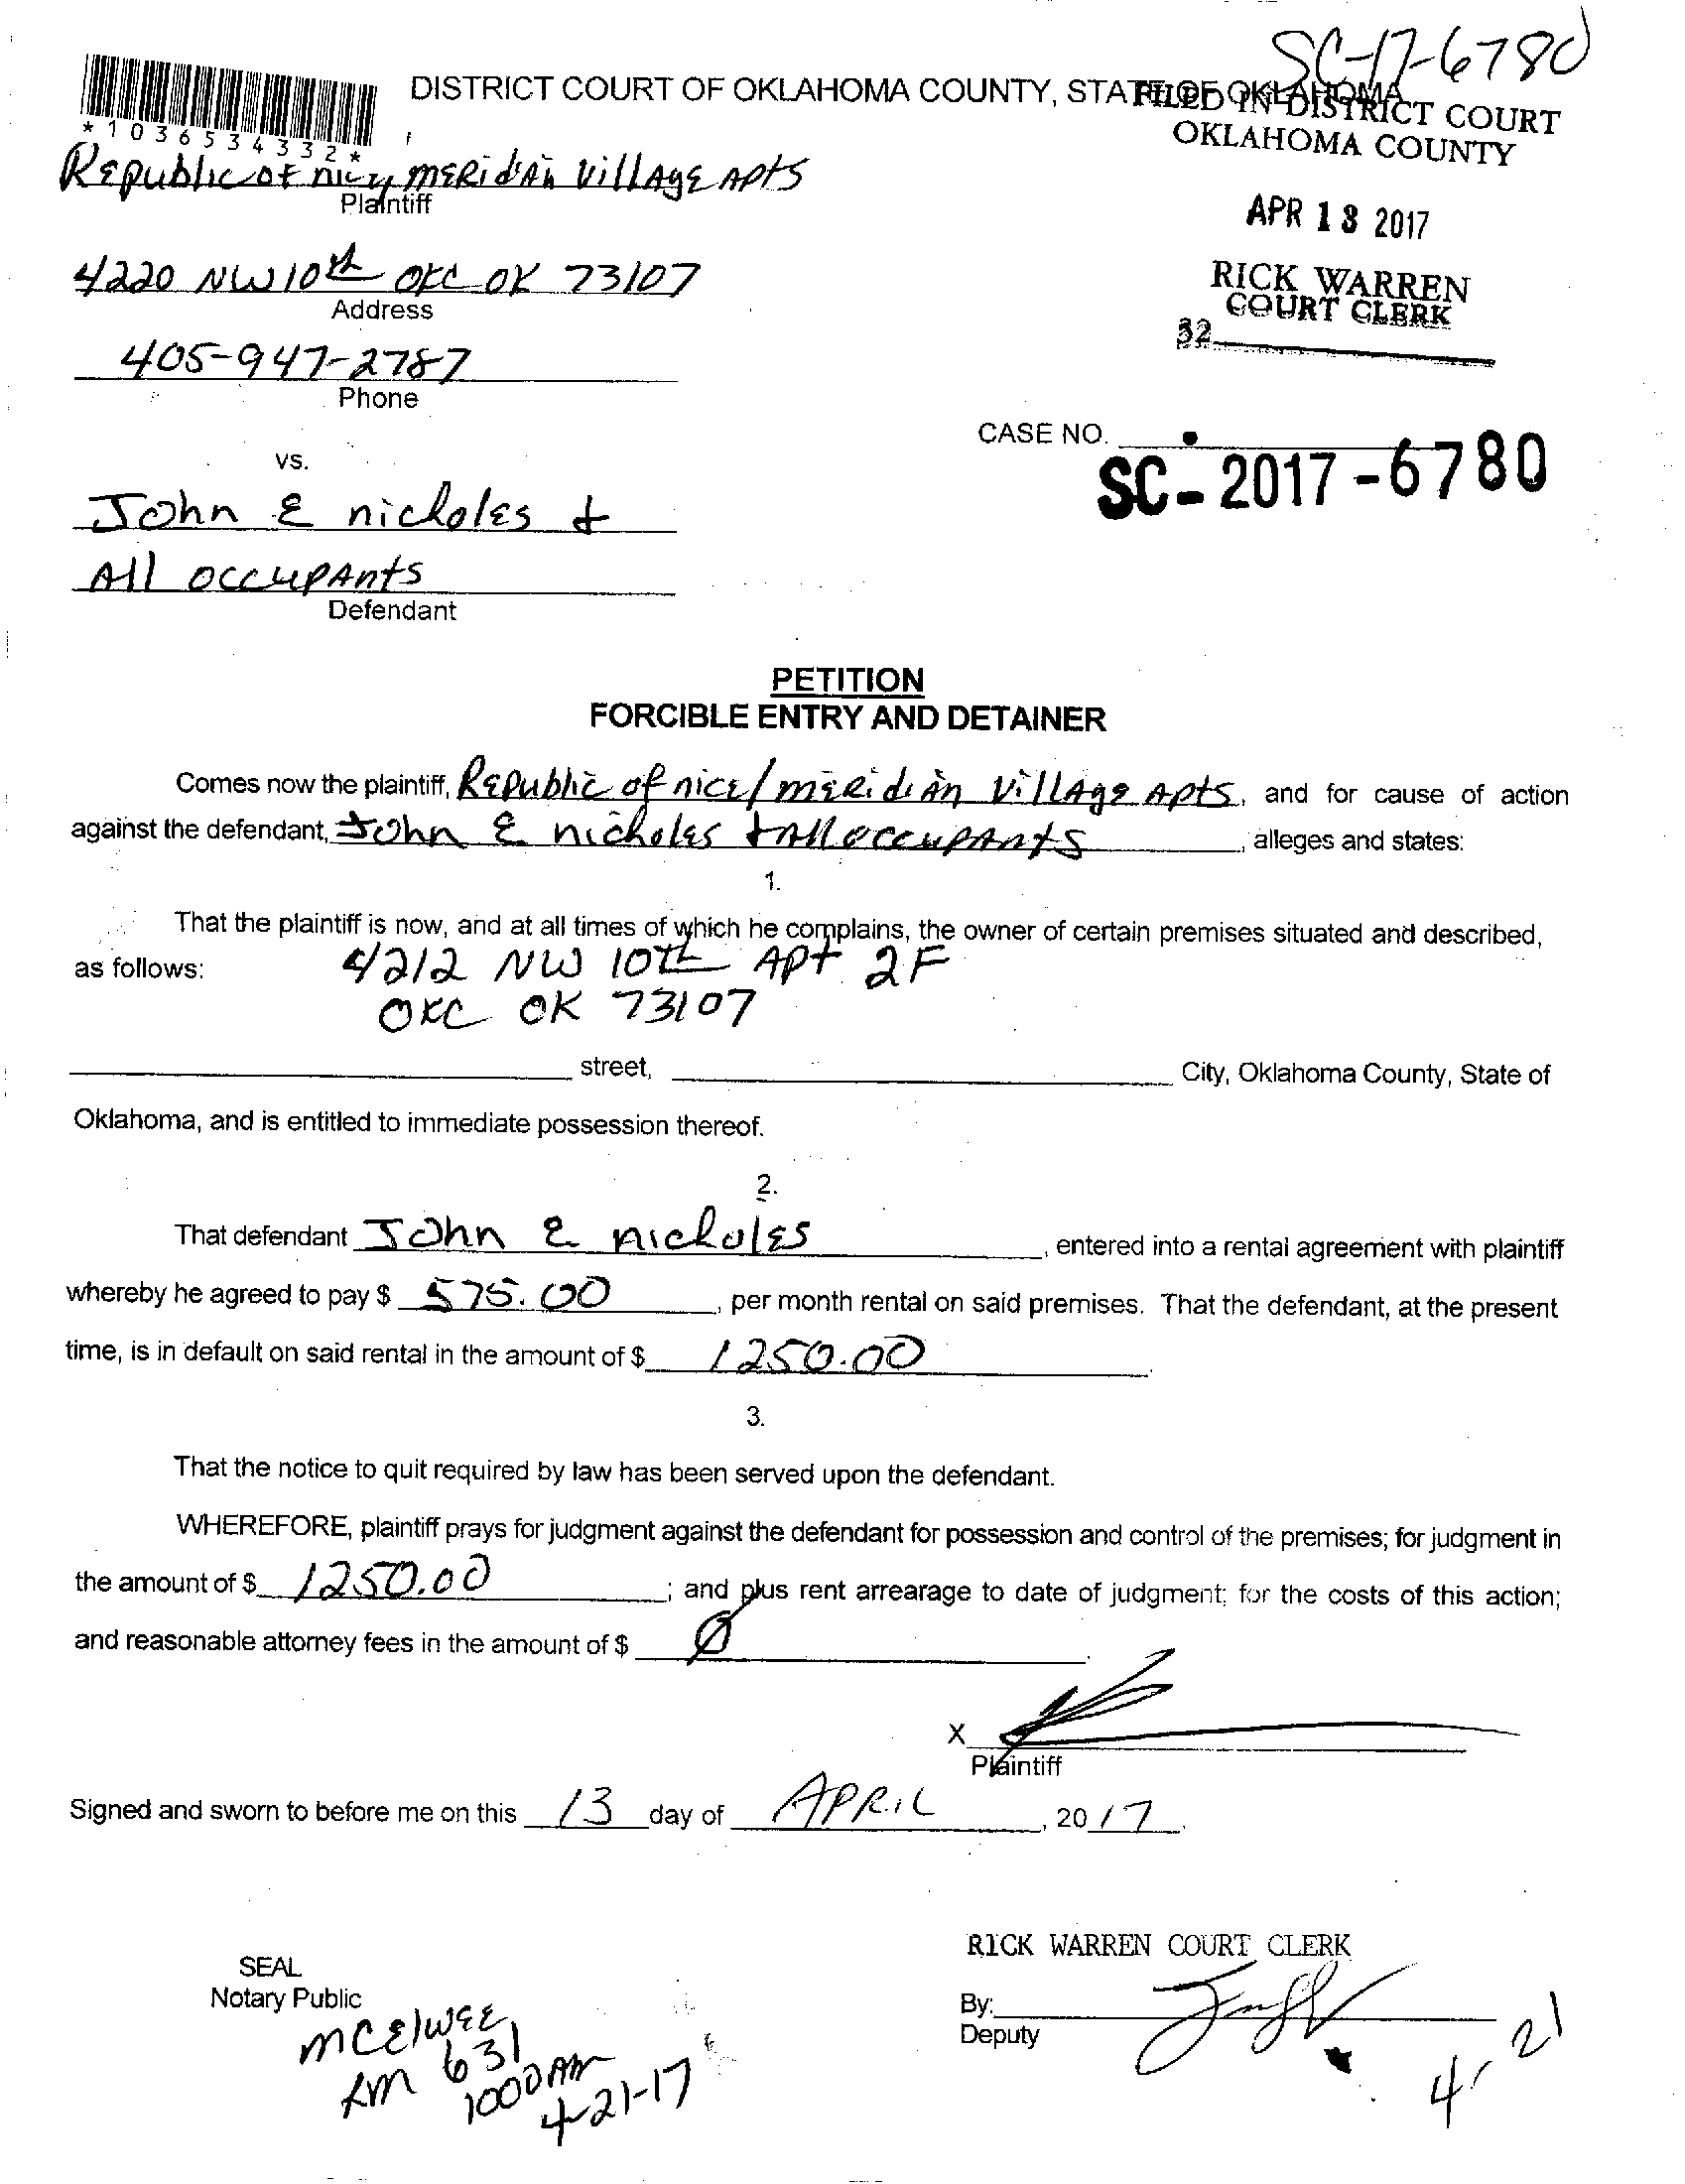 SC-17-6780
DISTRICT COURT OF OKLAHOMA COUNTY, STATE OF OKLAHOMA
FILED IN DISTRICT COURT
OKLAHOMA COUNTY
*1036534332*
Republic of nice/ MERidiAn VillAgE Apts
Plaintiff
APR 13 2017
4220 NW 10th OKC OK 73107
Address
RICK WARREN
COURT CLERK
32
405-947-2787
Phone
CASE NO.
SC-2017-6780
vs.
John E nicholes +
All occupAnts
Defendant
PETITION
FORCIBLE ENTRY AND DETAINER
Comes now the plaintiff, Republic of nice/ mERidiAn VillAge Apts, and for cause of action
against the defendant, John E nicholes + All occupAnts, alleges and states:
1.
That the plaintiff is now, and at all times of which he complains, the owner of certain premises situated and described,
as follows: 4212 NW 10th Apt 2F
OKC OK 73107
street, City, Oklahoma County, State of
Oklahoma, and is entitled to immediate possession thereof.
2.
That defendant John E nicholes, entered into a rental agreement with plaintiff
whereby he agreed to pay $ 575.00, per month rental on said premises. That the defendant, at the present
time, is in default on said rental in the amount of $ 1250.00.
3.
That the notice to quit required by law has been served upon the defendant.
WHEREFORE, plaintiff prays for judgment against the defendant for possession and control of the premises; for judgment in
the amount of $ 1250.00; and plus rent arrearage to date of judgment; for the costs of this action;
and reasonable attorney fees in the amount of $ Ø.
X
Plaintiff
Signed and sworn to before me on this 13 day of APRiL, 2017.
RICK WARREN COURT CLERK
SEAL
Notary Public
By:
Deputy
MCElWEE
RM 631
1000 AM
4-21-17
4-21